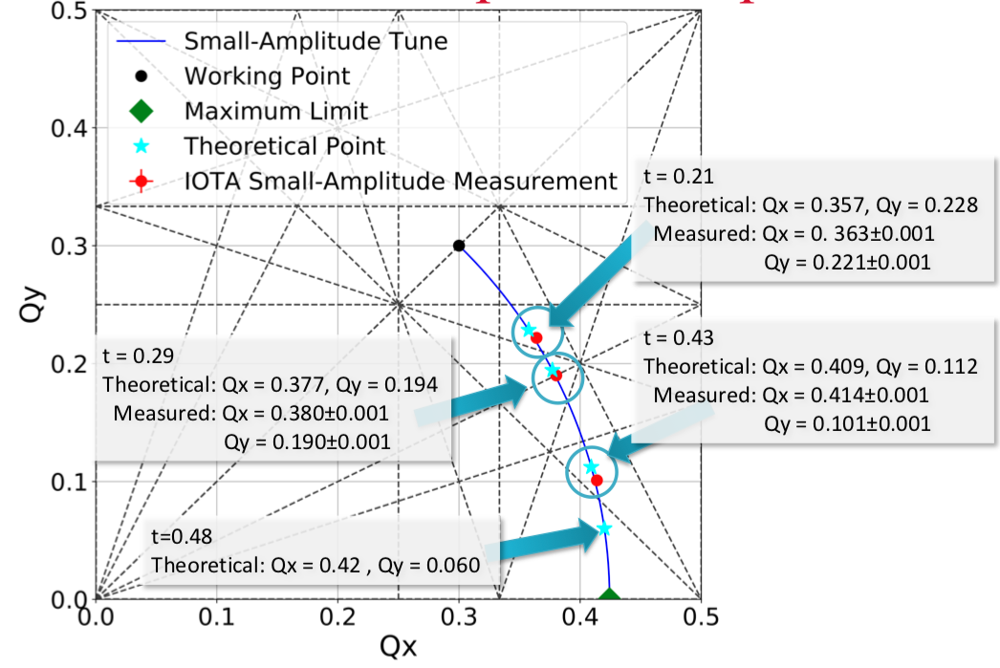 0.5
Small-Amplitude Tune
Working Point
Maximum Limit
Theoretical Point
IOTA Small-Amplitude Measurement
0.4
0.3
0.2
0.1
0.0
Qy
t = 0.21
Theoretical: Qx = 0.357, Qy = 0.228
Measured: Qx = 0. 363±0.001
Qy = 0.221±0.001
t = 0.43
Theoretical: Qx = 0.409, Qy = 0.112
Measured: Qx = 0.414±0.001
Qy = 0.101±0.001
t = 0.29
Theoretical: Qx = 0.377, Qy = 0.194
Measured: Qx = 0.380±0.001
Qy = 0.190±0.001
t=0.48
Theoretical: Qx = 0.42 , Qy = 0.060
0.0 0.1 0.2 0.3 0.4 0.5
Qx